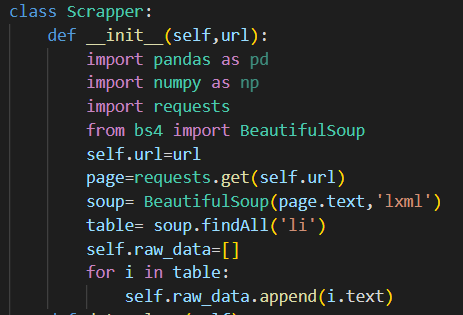 class Scrapper:
    def __init__(self,url):
        import pandas as pd
        import numpy as np
        import requests
        from bs4 import BeautifulSoup
        self.url=url
        page=requests.get(self.url)
        soup= BeautifulSoup(page.text,'lxml')
        table= soup.findAll('li')
        self.raw_data=[]
        for i in table:
            self.raw_data.append(i.text)